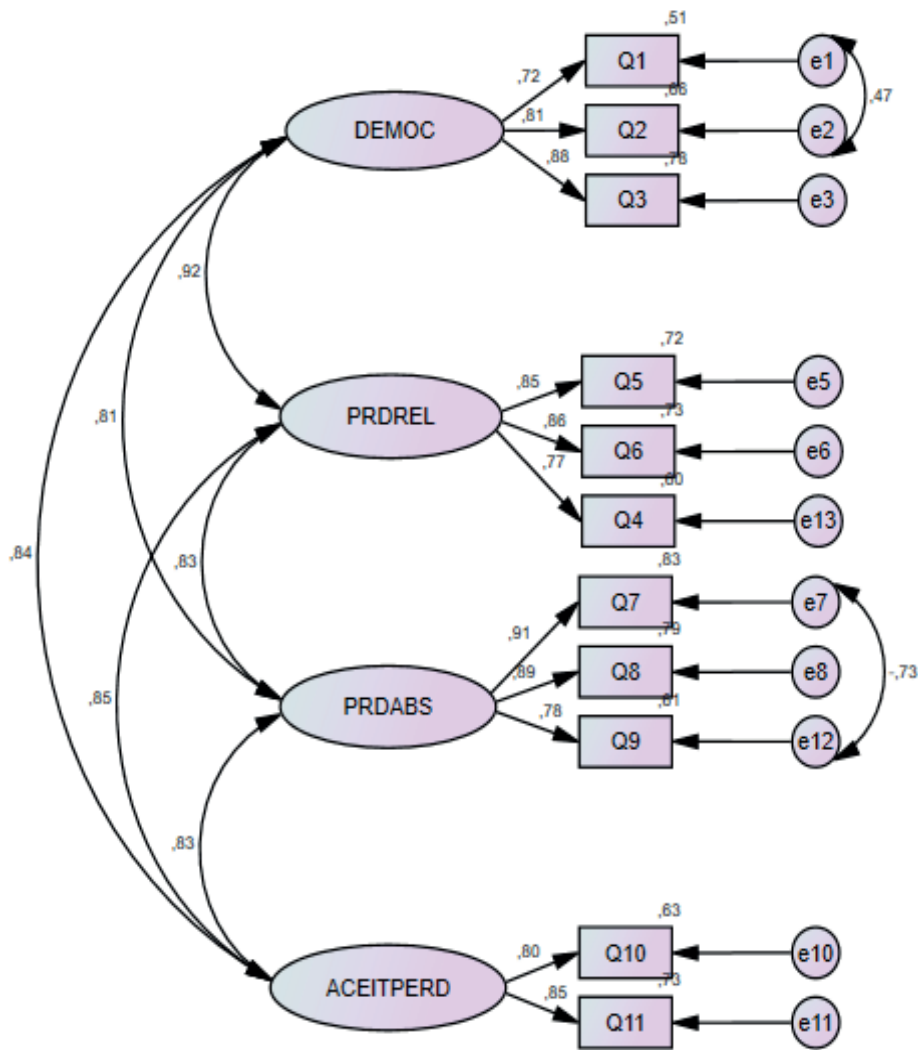 ,51
Q1
e1
,72
,47
,66
,81
Q2
e2
DEMOC
,88
,78
Q3
e3
,92
,72
Q5
e5
,85
,73
PRDREL
,86
Q6
e6
,81
,77
,60
Q4
e13
,84
,83
,83
Q7
e7
,91
,79
,89
Q8
e8
-,73
,85
PRDABS
,78
,61
Q9
e12
,83
,63
Q10
e10
,80
,73
ACEITPERD
,85
Q11
e11